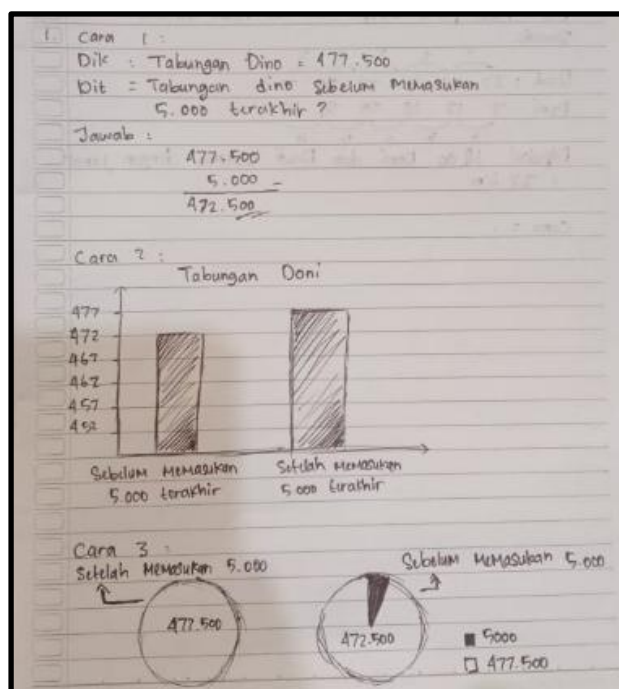 1. Cara 1 :
Dik : Tabungan Dino = 477.500
Dit = Tabungan dino Sebelum Memasukan
5.000 terakhir ?
Jawab :
477.500
5.000 -
472.500
Cara 2 :
Tabungan Doni
477
472
467
462
457
452
Sebelum Memasukan
5.000 terakhir
Setelah Memasukan
5.000 terakhir
Cara 3 :
Setelah Memasukan 5.000
Sebelum Memasukan 5.000
477.500
472.500
5000
477.500